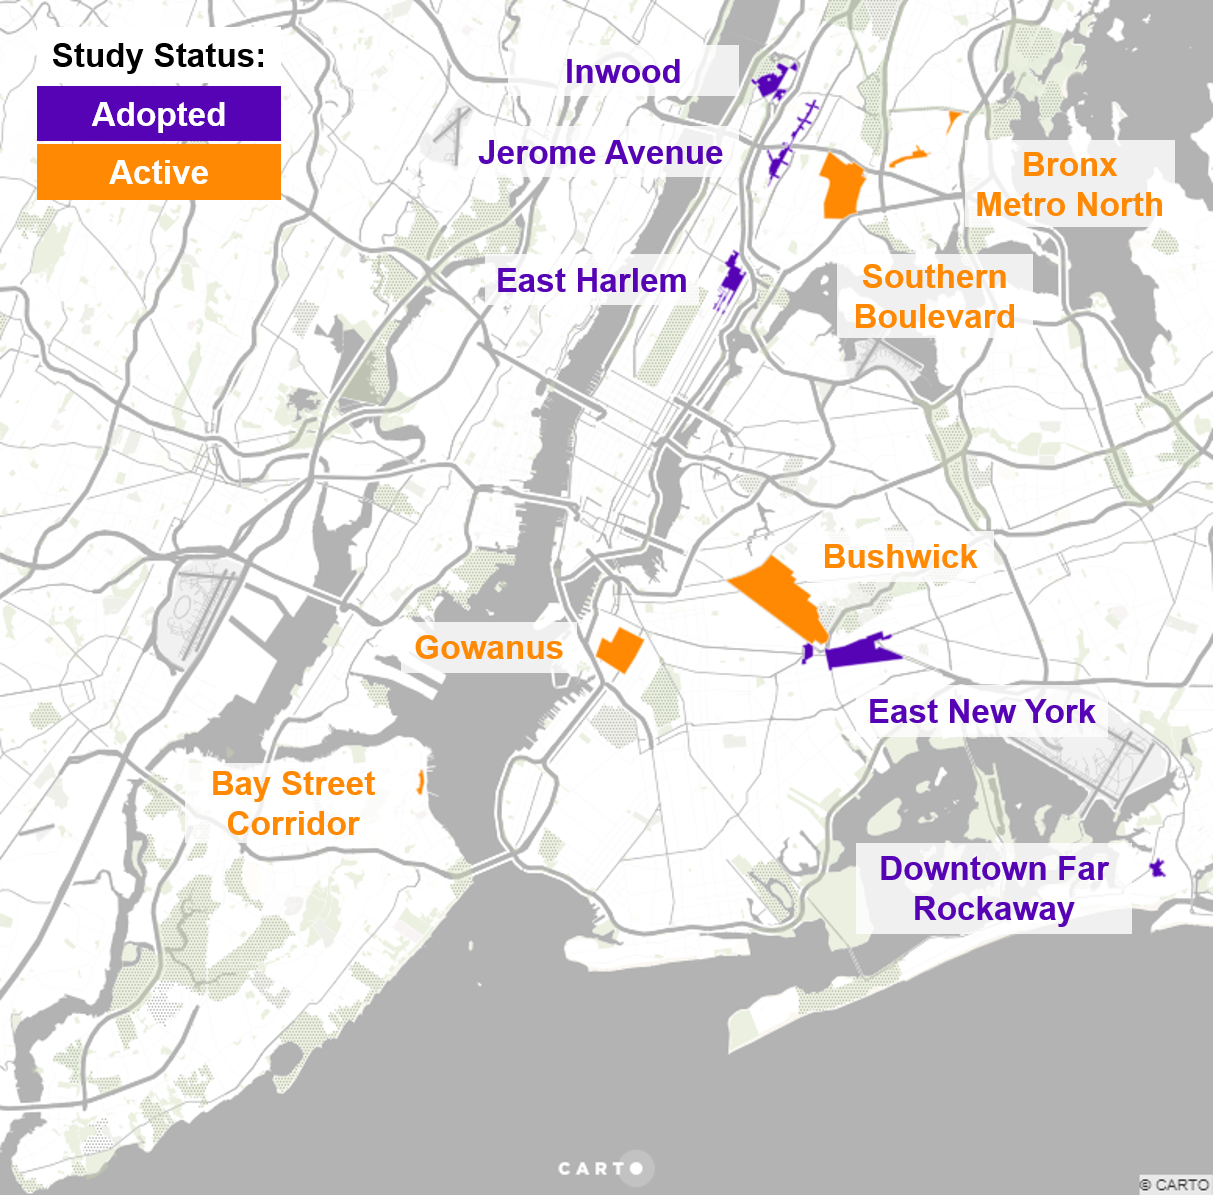 Study Status:
Adopted
Active
Inwood
Jerome Avenue
Bronx
Metro North
East Harlem
Southern
Boulevard
Bushwick
Gowanus
East New York
Bay Street
Corridor
Downtown Far
Rockaway
CARTO
© CARTO